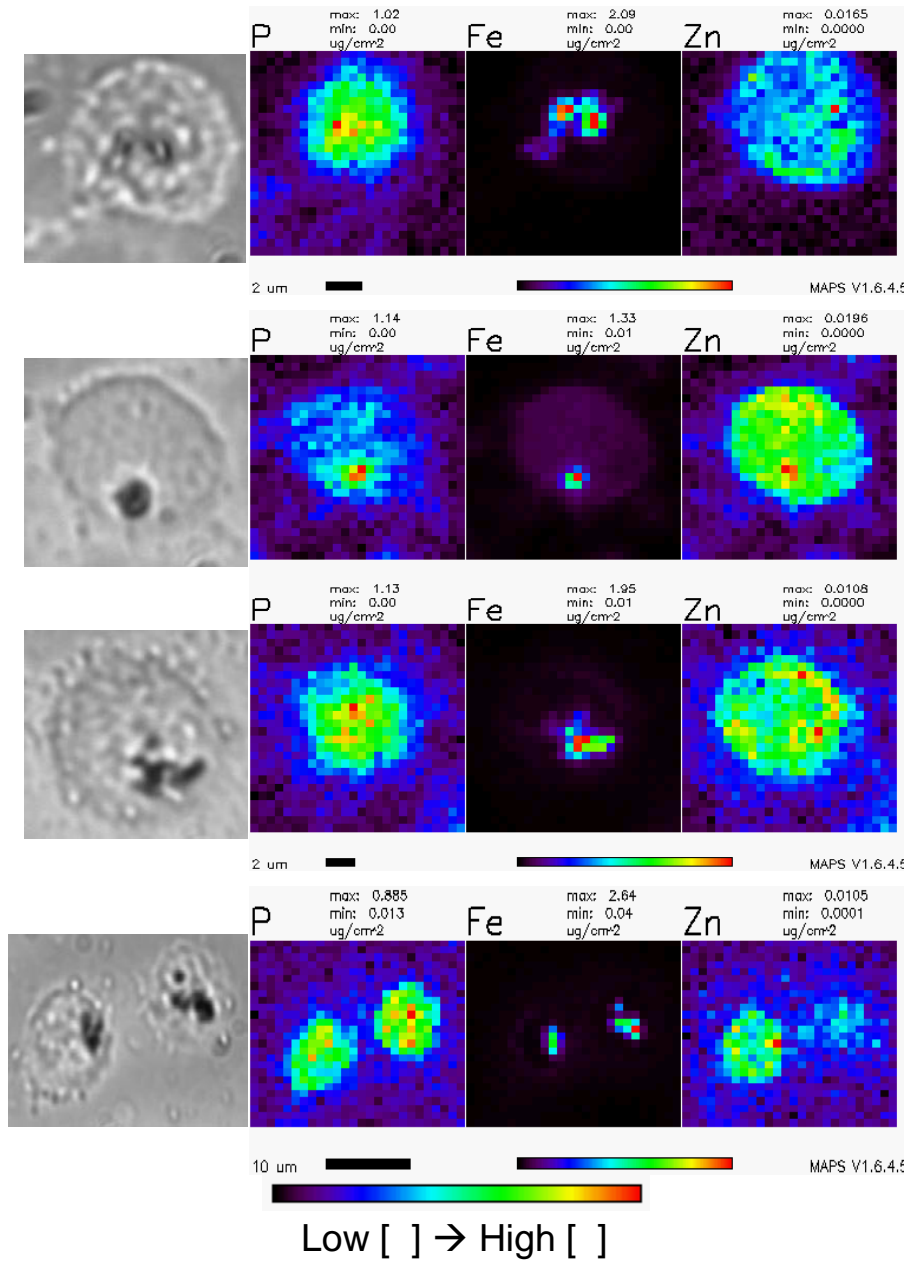 max: 1.02 max: 2.09 max: 0.0165
P min: 0.00 Fe min: 0.00 Zn min: 0.0000
ug/cm^2 ug/cm^2 ug/cm^2
2 um MAPS V1.6.4.5
max: 1.14 max: 1.33 max: 0.0196
P min: 0.00 Fe min: 0.01 Zn min: 0.0000
ug/cm^2 ug/cm^2 ug/cm^2
max: 1.13 max: 1.95 max: 0.0108
P min: 0.00 Fe min: 0.01 Zn min: 0.0000
ug/cm^2 ug/cm^2 ug/cm^2
2 um MAPS V1.6.4.5
max: 0.885 max: 2.64 max: 0.0105
P min: 0.013 Fe min: 0.04 Zn min: 0.0001
ug/cm^2 ug/cm^2 ug/cm^2
10 um MAPS V1.6.4.5
Low [ ] → High [ ]